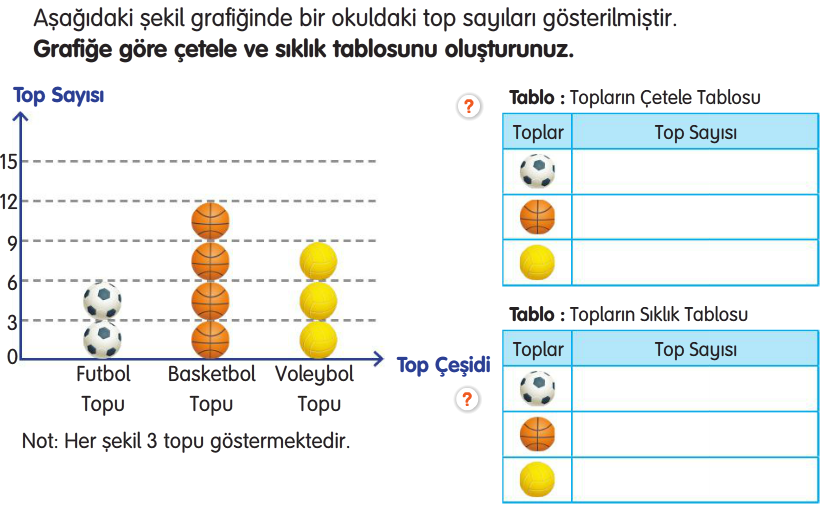 Aşağıdaki şekil grafiğinde bir okuldaki top sayıları gösterilmiştir.
Grafiğe göre çetele ve sıklık tablosunu oluşturunuz.
Top Sayısı
15
12
9
6
3
0
Futbol Topu
Basketbol Topu
Voleybol Topu
Top Çeşidi
Not: Her şekil 3 topu göstermektedir.
?
Tablo : Topların Çetele Tablosu
Toplar Top Sayısı
?
Tablo : Topların Sıklık Tablosu
Toplar Top Sayısı